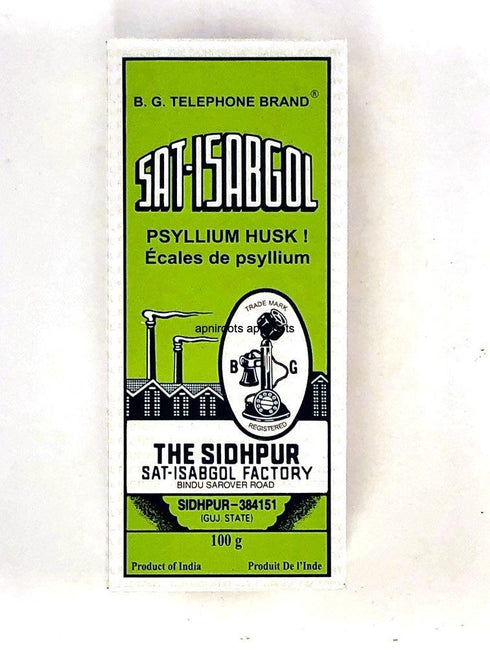 B. G. TELEPHONE BRAND®
SAT-ISABGOL
PSYLLIUM HUSK !
Écales de psyllium
TRADE MARK
B G
REGISTERED
THE SIDHPUR
SAT-ISABGOL FACTORY
BINDU SAROVER ROAD
SIDHPUR-384151
(GUJ. STATE)
100 g
Product of India Produit De l'Inde